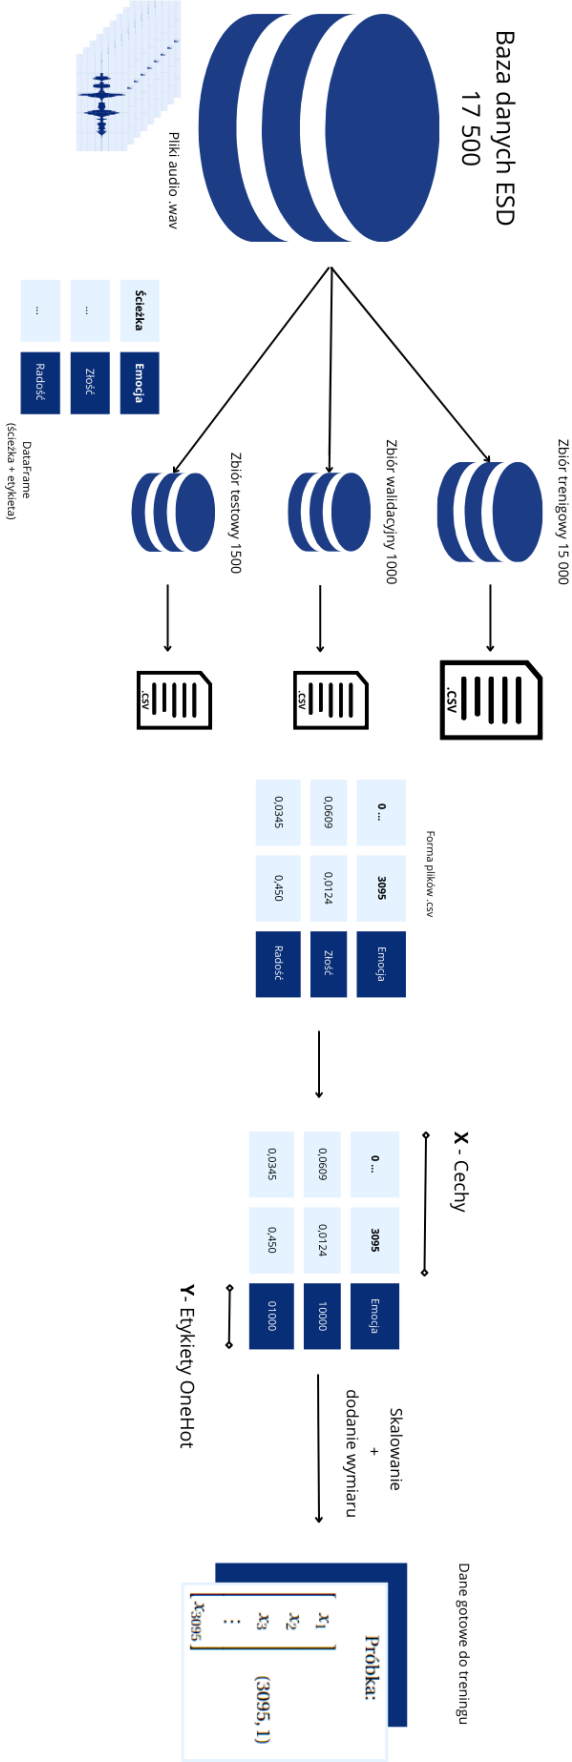 Baza danych ESD
17 500
Pliki audio .wav
Ścieżka Emocja
... Złość
... Radość
DataFrame
(ścieżka + etykieta)
Zbiór trenigowy 15 000
Zbiór walidacyjny 1000
Zbiór testowy 1500
.csv
.csv
.csv
Forma plików .csv
0 ... 3095 Emocja
0,0609 0,0124 Złość
0,0345 0,450 Radość
X - Cechy
0 ... 3095 Emocja
0,0609 0,0124 10000
0,0345 0,450 01000
Y- Etykiety OneHot
Skalowanie
+
dodanie wymiaru
Dane gotowe do treningu
Próbka:
x₁
x₂
x₃
⋮
x₃₀₉₅
(3095, 1)